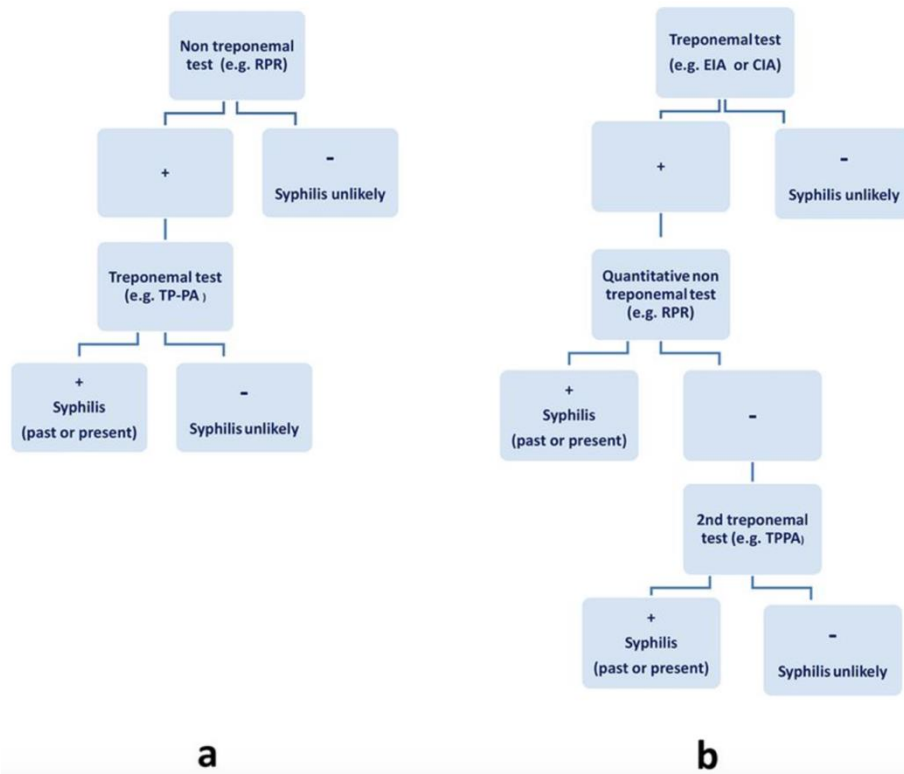 Non treponemal
test (e.g. RPR)
+
-
Syphilis unlikely
Treponemal test
(e.g. TP-PA )
+
Syphilis
(past or present)
-
Syphilis unlikely
a
Treponemal test
(e.g. EIA or CIA)
+
-
Syphilis unlikely
Quantitative non
treponemal test
(e.g. RPR)
+
Syphilis
(past or present)
-
2nd treponemal
test (e.g. TPPA)
+
Syphilis
(past or present)
-
Syphilis unlikely
b